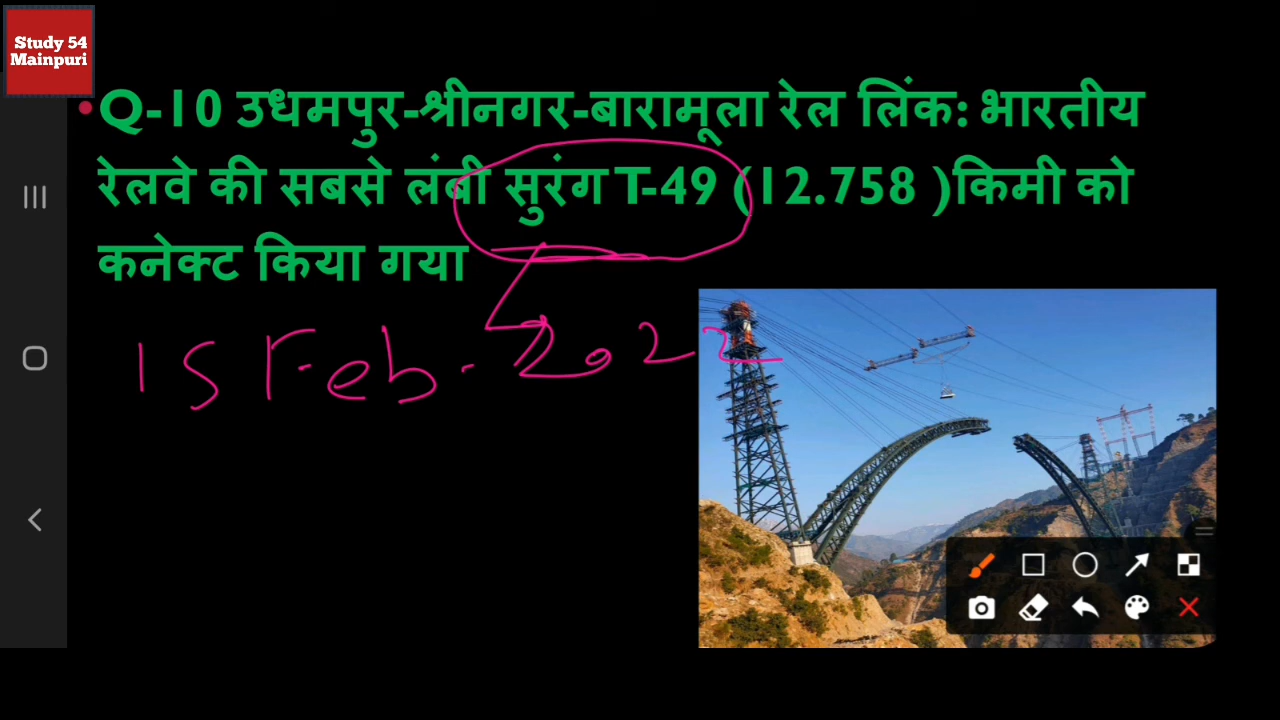 Study 54
Mainpuri
•Q-10 उधमपुर-श्रीनगर-बारामूला रेल लिंक: भारतीय
रेलवे की सबसे लंबी सुरंग T-49 (12.758 )किमी को
कनेक्ट किया गया
15 Feb. 2022